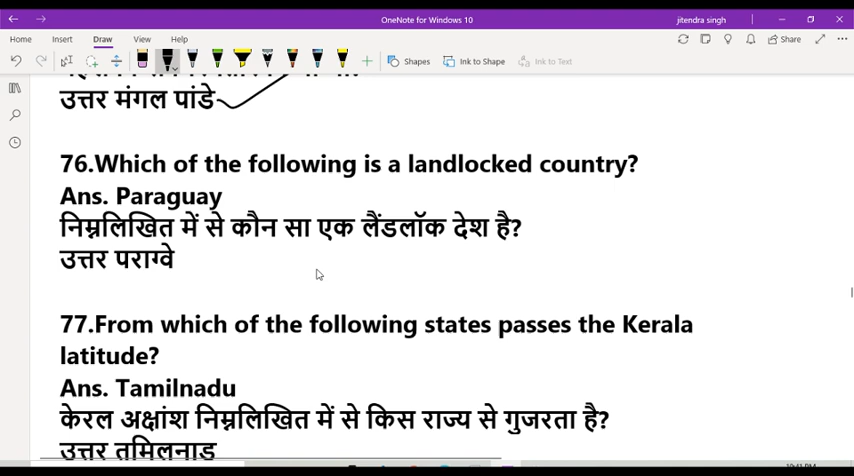 OneNote for Windows 10
jitendra singh
Home Insert Draw View Help
Share
Shapes Ink to Shape Ink to Text
उत्तर मंगल पांडे
76.Which of the following is a landlocked country?
Ans. Paraguay
निम्नलिखित में से कौन सा एक लैंडलॉक देश है?
उत्तर पराग्वे
77.From which of the following states passes the Kerala
latitude?
Ans. Tamilnadu
केरल अक्षांश निम्नलिखित में से किस राज्य से गुजरता है?
उत्तर तमिलनाडु